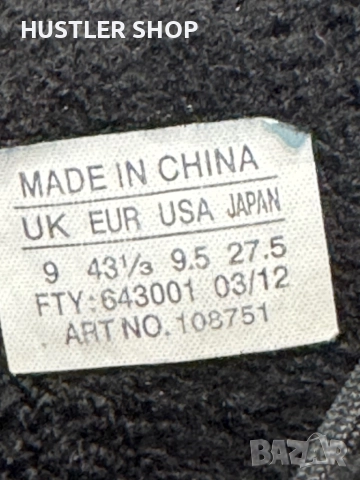 HUSTLER SHOP
MADE IN CHINA
UK EUR USA JAPAN
9 43⅓ 9.5 27.5
FTY: 643001 03/12
. ART NO. 108751
BAZAR